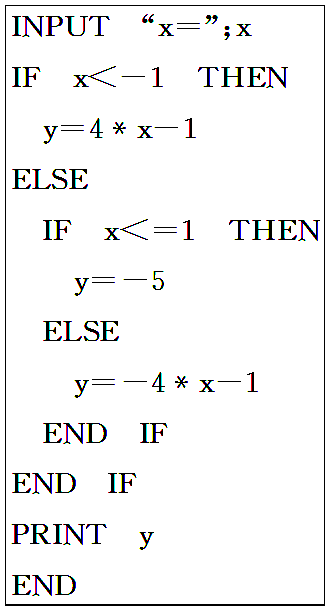 INPUT “x=”;x
IF x<-1 THEN
y=4*x-1
ELSE
IF x<=1 THEN
y=-5
ELSE
y=-4*x-1
END IF
END IF
PRINT y
END